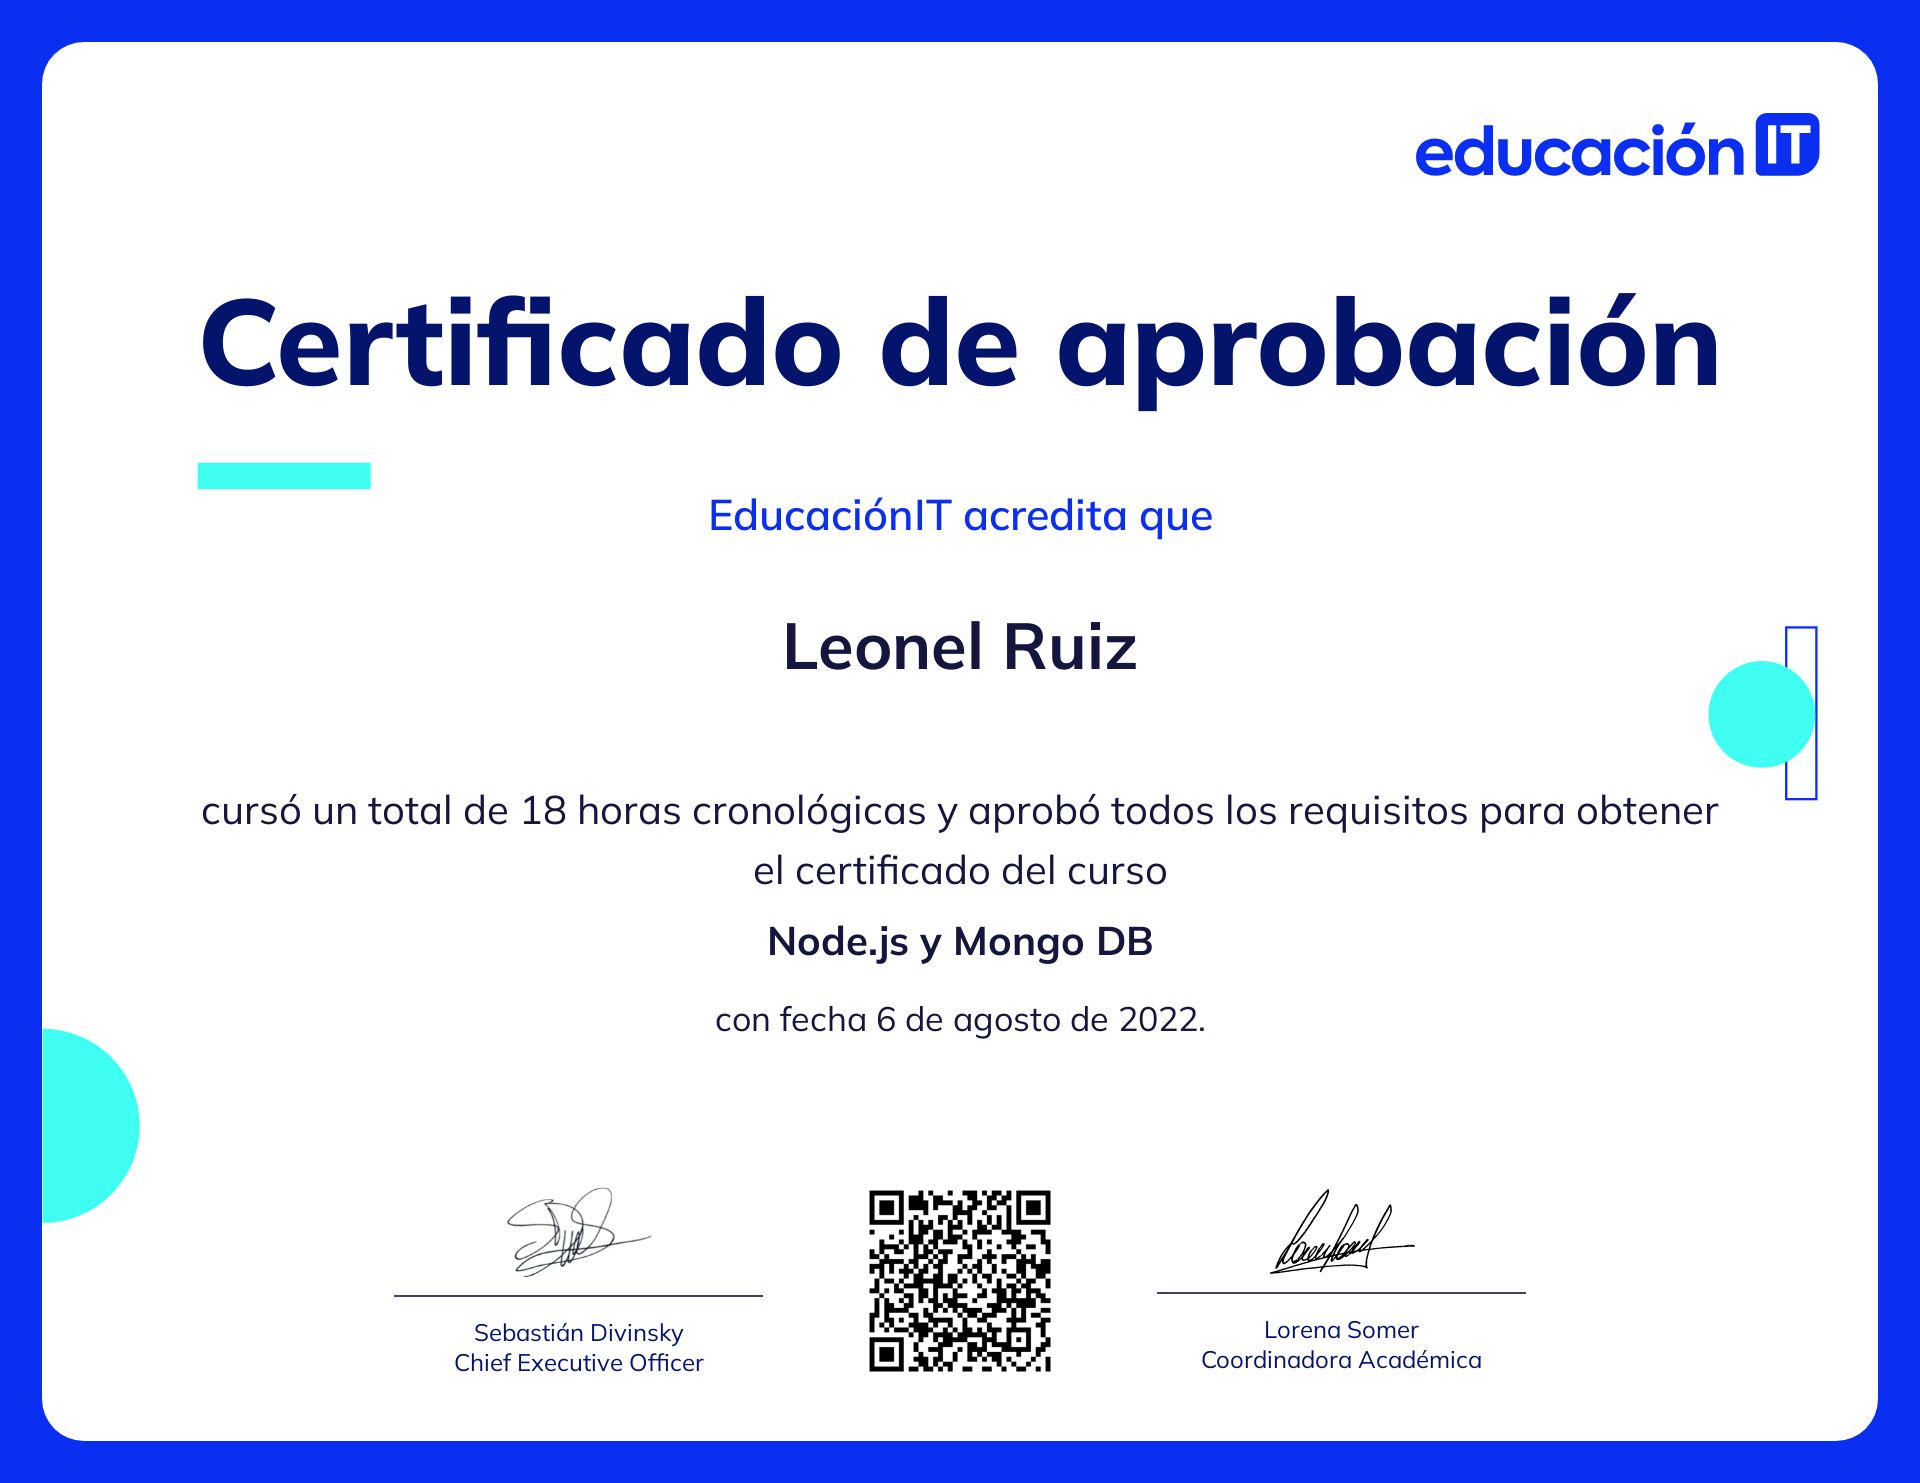 educación IT
Certificado de aprobación
EducaciónIT acredita que
Leonel Ruiz
cursó un total de 18 horas cronológicas y aprobó todos los requisitos para obtener
el certificado del curso
Node.js y Mongo DB
con fecha 6 de agosto de 2022.
Sebastián Divinsky
Chief Executive Officer
Lorena Somer
Coordinadora Académica